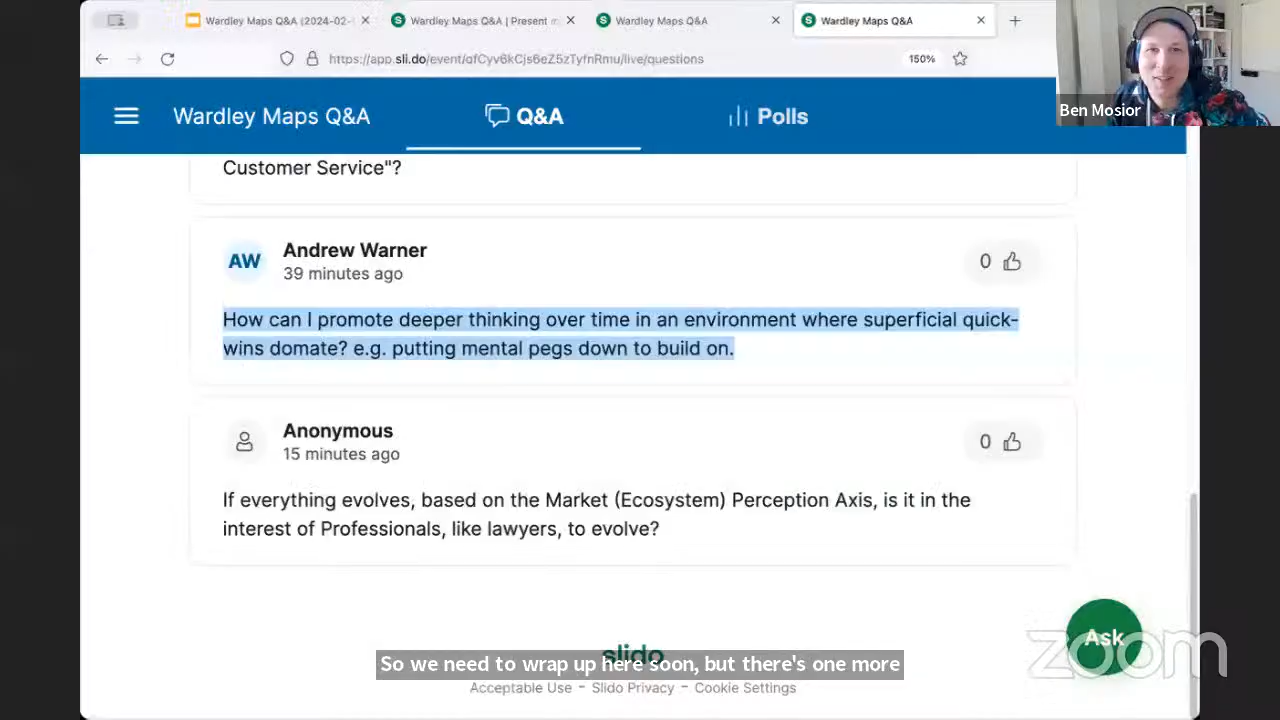 Wardley Maps Q&A (2024-02-
Wardley Maps Q&A | Present m
Wardley Maps Q&A
Wardley Maps Q&A
https://app.sli.do/event/qfCyv6kCjs6eZ5zTyfnRmu/live/questions
150%
Ben Mosior
Wardley Maps Q&A
Q&A
Polls
Customer Service"?
AW
Andrew Warner
39 minutes ago
0
How can I promote deeper thinking over time in an environment where superficial quick-
wins domate? e.g. putting mental pegs down to build on.
Anonymous
15 minutes ago
0
If everything evolves, based on the Market (Ecosystem) Perception Axis, is it in the
interest of Professionals, like lawyers, to evolve?
Ask
zoom
slido
So we need to wrap up here soon, but there's one more
Acceptable Use - Slido Privacy - Cookie Settings